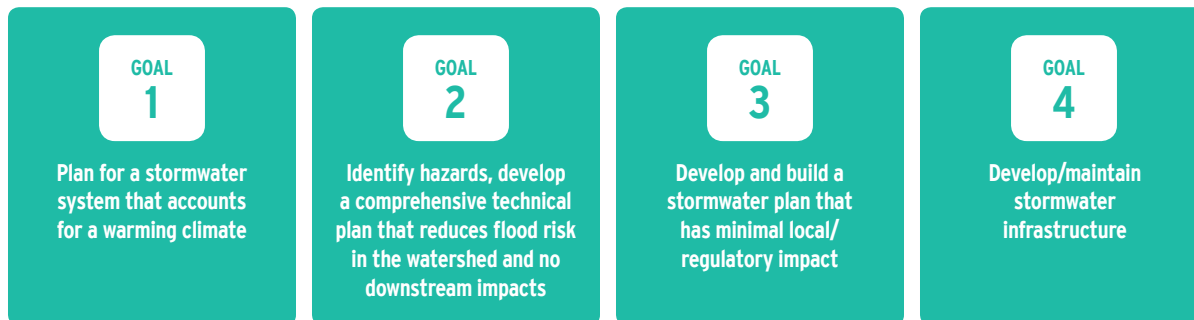 GOAL
1
Plan for a stormwater
system that accounts
for a warming climate
GOAL
2
Identify hazards, develop
a comprehensive technical
plan that reduces flood risk
in the watershed and no
downstream impacts
GOAL
3
Develop and build a
stormwater plan that
has minimal local/
regulatory impact
GOAL
4
Develop/maintain
stormwater
infrastructure